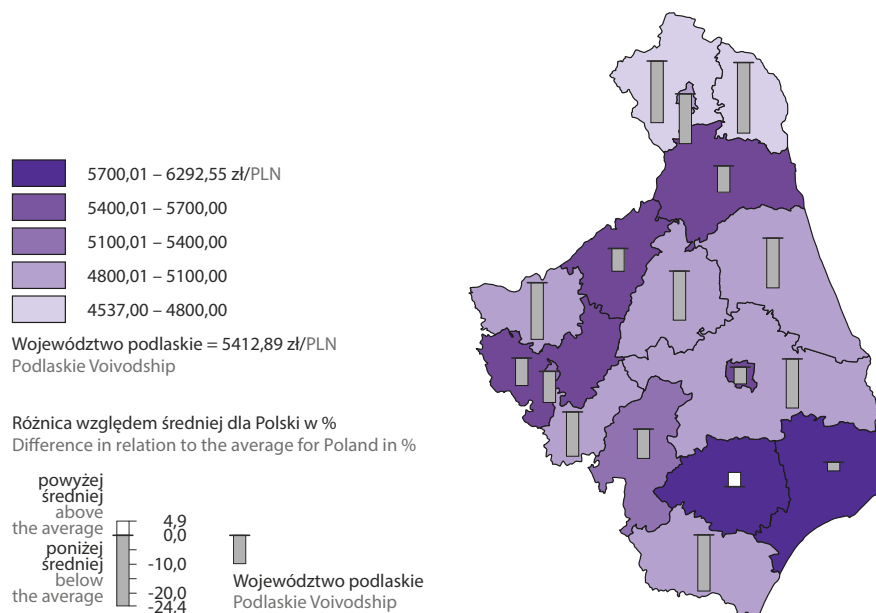 5700,01 – 6292,55 zł/PLN
5400,01 – 5700,00
5100,01 – 5400,00
4800,01 – 5100,00
4537,00 – 4800,00
Województwo podlaskie = 5412,89 zł/PLN
Podlaskie Voivodship
Różnica względem średniej dla Polski w %
Difference in relation to the average for Poland in %
powyżej
średniej
above
the average
4,9
0,0
poniżej
średniej
below
the average
-10,0
-20,0
-24,4
Województwo podlaskie
Podlaskie Voivodship